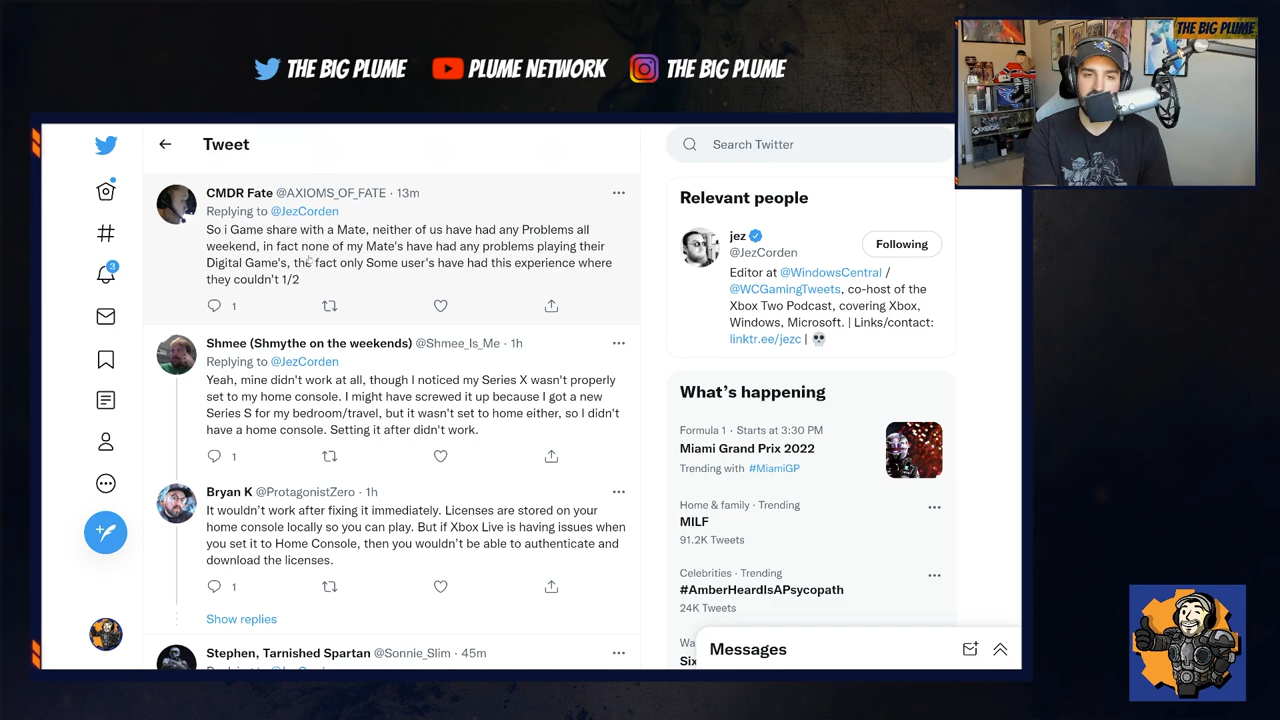 THE BIG PLUME
PLUME NETWORK
THE BIG PLUME
THE BIG PLUME
Tweet
CMDR Fate @AXIOMS_OF_FATE · 13m
Replying to @JezCorden
So i Game share with a Mate, neither of us have had any Problems all
weekend, in fact none of my Mate's have had any problems playing their
Digital Game's, the fact only Some user's have had this experience where
they couldn't 1/2
1
Shmee (Shmythe on the weekends) @Shmee_Is_Me · 1h
Replying to @JezCorden
Yeah, mine didn't work at all, though I noticed my Series X wasn't properly
set to my home console. I might have screwed it up because I got a new
Series S for my bedroom/travel, but it wasn't set to home either, so I didn't
have a home console. Setting it after didn't work.
1
Bryan K @ProtagonistZero · 1h
It wouldn't work after fixing it immediately. Licenses are stored on your
home console locally so you can play. But if Xbox Live is having issues when
you set it to Home Console, then you wouldn't be able to authenticate and
download the licenses.
1
Show replies
Stephen, Tarnished Spartan @Sonnie_Slim · 45m
3
Search Twitter
Relevant people
jez
@JezCorden
Following
Editor at @WindowsCentral /
@WCGamingTweets, co-host of the
Xbox Two Podcast, covering Xbox,
Windows, Microsoft. | Links/contact:
linktr.ee/jezc | 💀
What's happening
Formula 1 · Starts at 3:30 PM
Miami Grand Prix 2022
Trending with #MiamiGP
Home & family · Trending
MILF
91.2K Tweets
Celebrities · Trending
#AmberHeardIsAPsycopath
24K Tweets
Messages